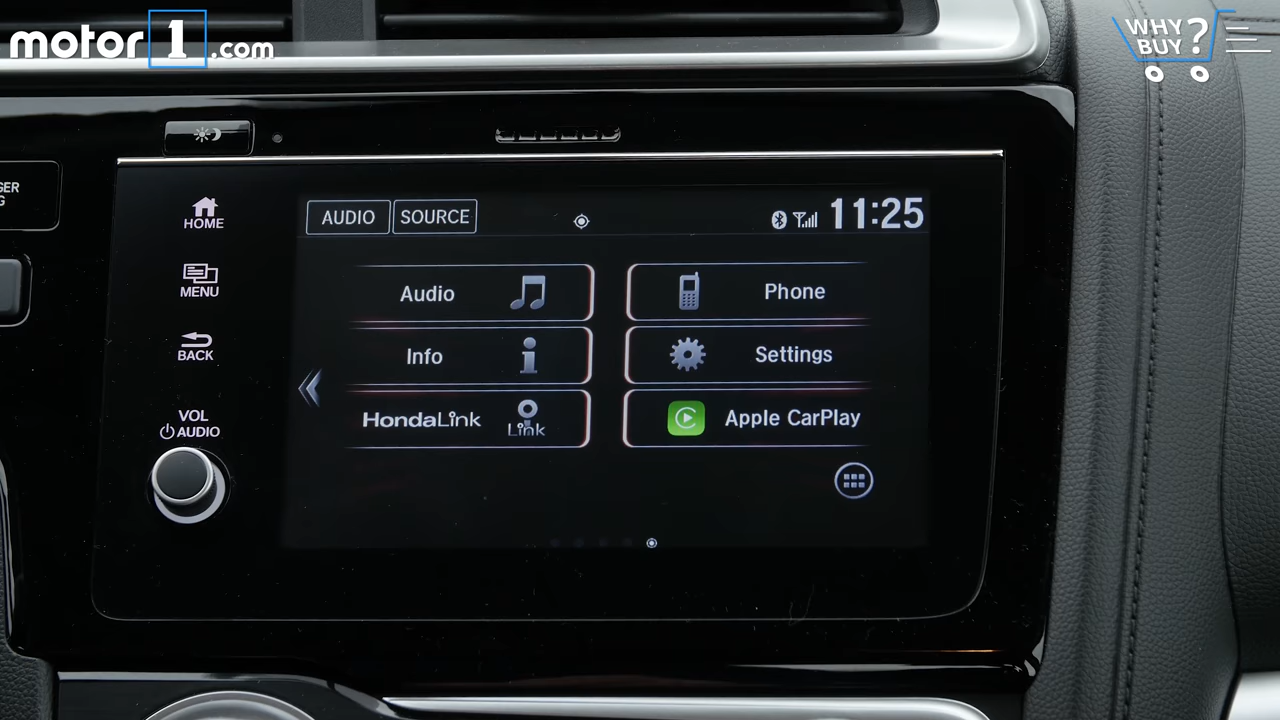 motor1.com
WHY
BUY?
GER
G
HOME
MENU
BACK
VOL
AUDIO
AUDIO SOURCE 11:25
Audio Phone
Info Settings
HondaLink Link Apple CarPlay